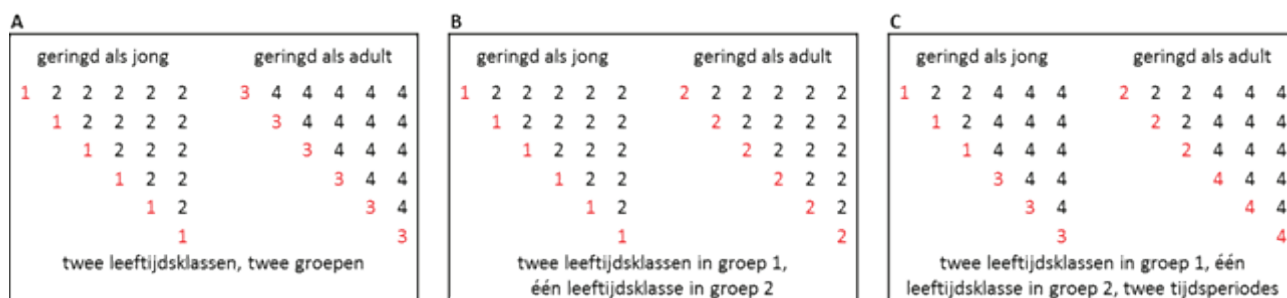 A
geringd als jong geringd als adult
1 2 2 2 2 2 3 4 4 4 4 4
1 2 2 2 2 3 4 4 4 4
1 2 2 2 3 4 4 4
1 2 2 3 4 4
1 2 3 4
1 3
twee leeftijdsklassen, twee groepen
B
geringd als jong geringd als adult
1 2 2 2 2 2 2 2 2 2 2 2
1 2 2 2 2 2 2 2 2 2
1 2 2 2 2 2 2 2
1 2 2 2 2 2
1 2 2 2
1 2
twee leeftijdsklassen in groep 1,
één leeftijdsklasse in groep 2
C
geringd als jong geringd als adult
1 2 2 4 4 4 2 2 2 4 4 4
1 2 4 4 4 2 2 4 4 4
1 4 4 4 2 4 4 4
3 4 4 4 4 4
3 4 4 4
3 4
twee leeftijdsklassen in groep 1, één
leeftijdsklasse in groep 2, twee tijdsperiodes